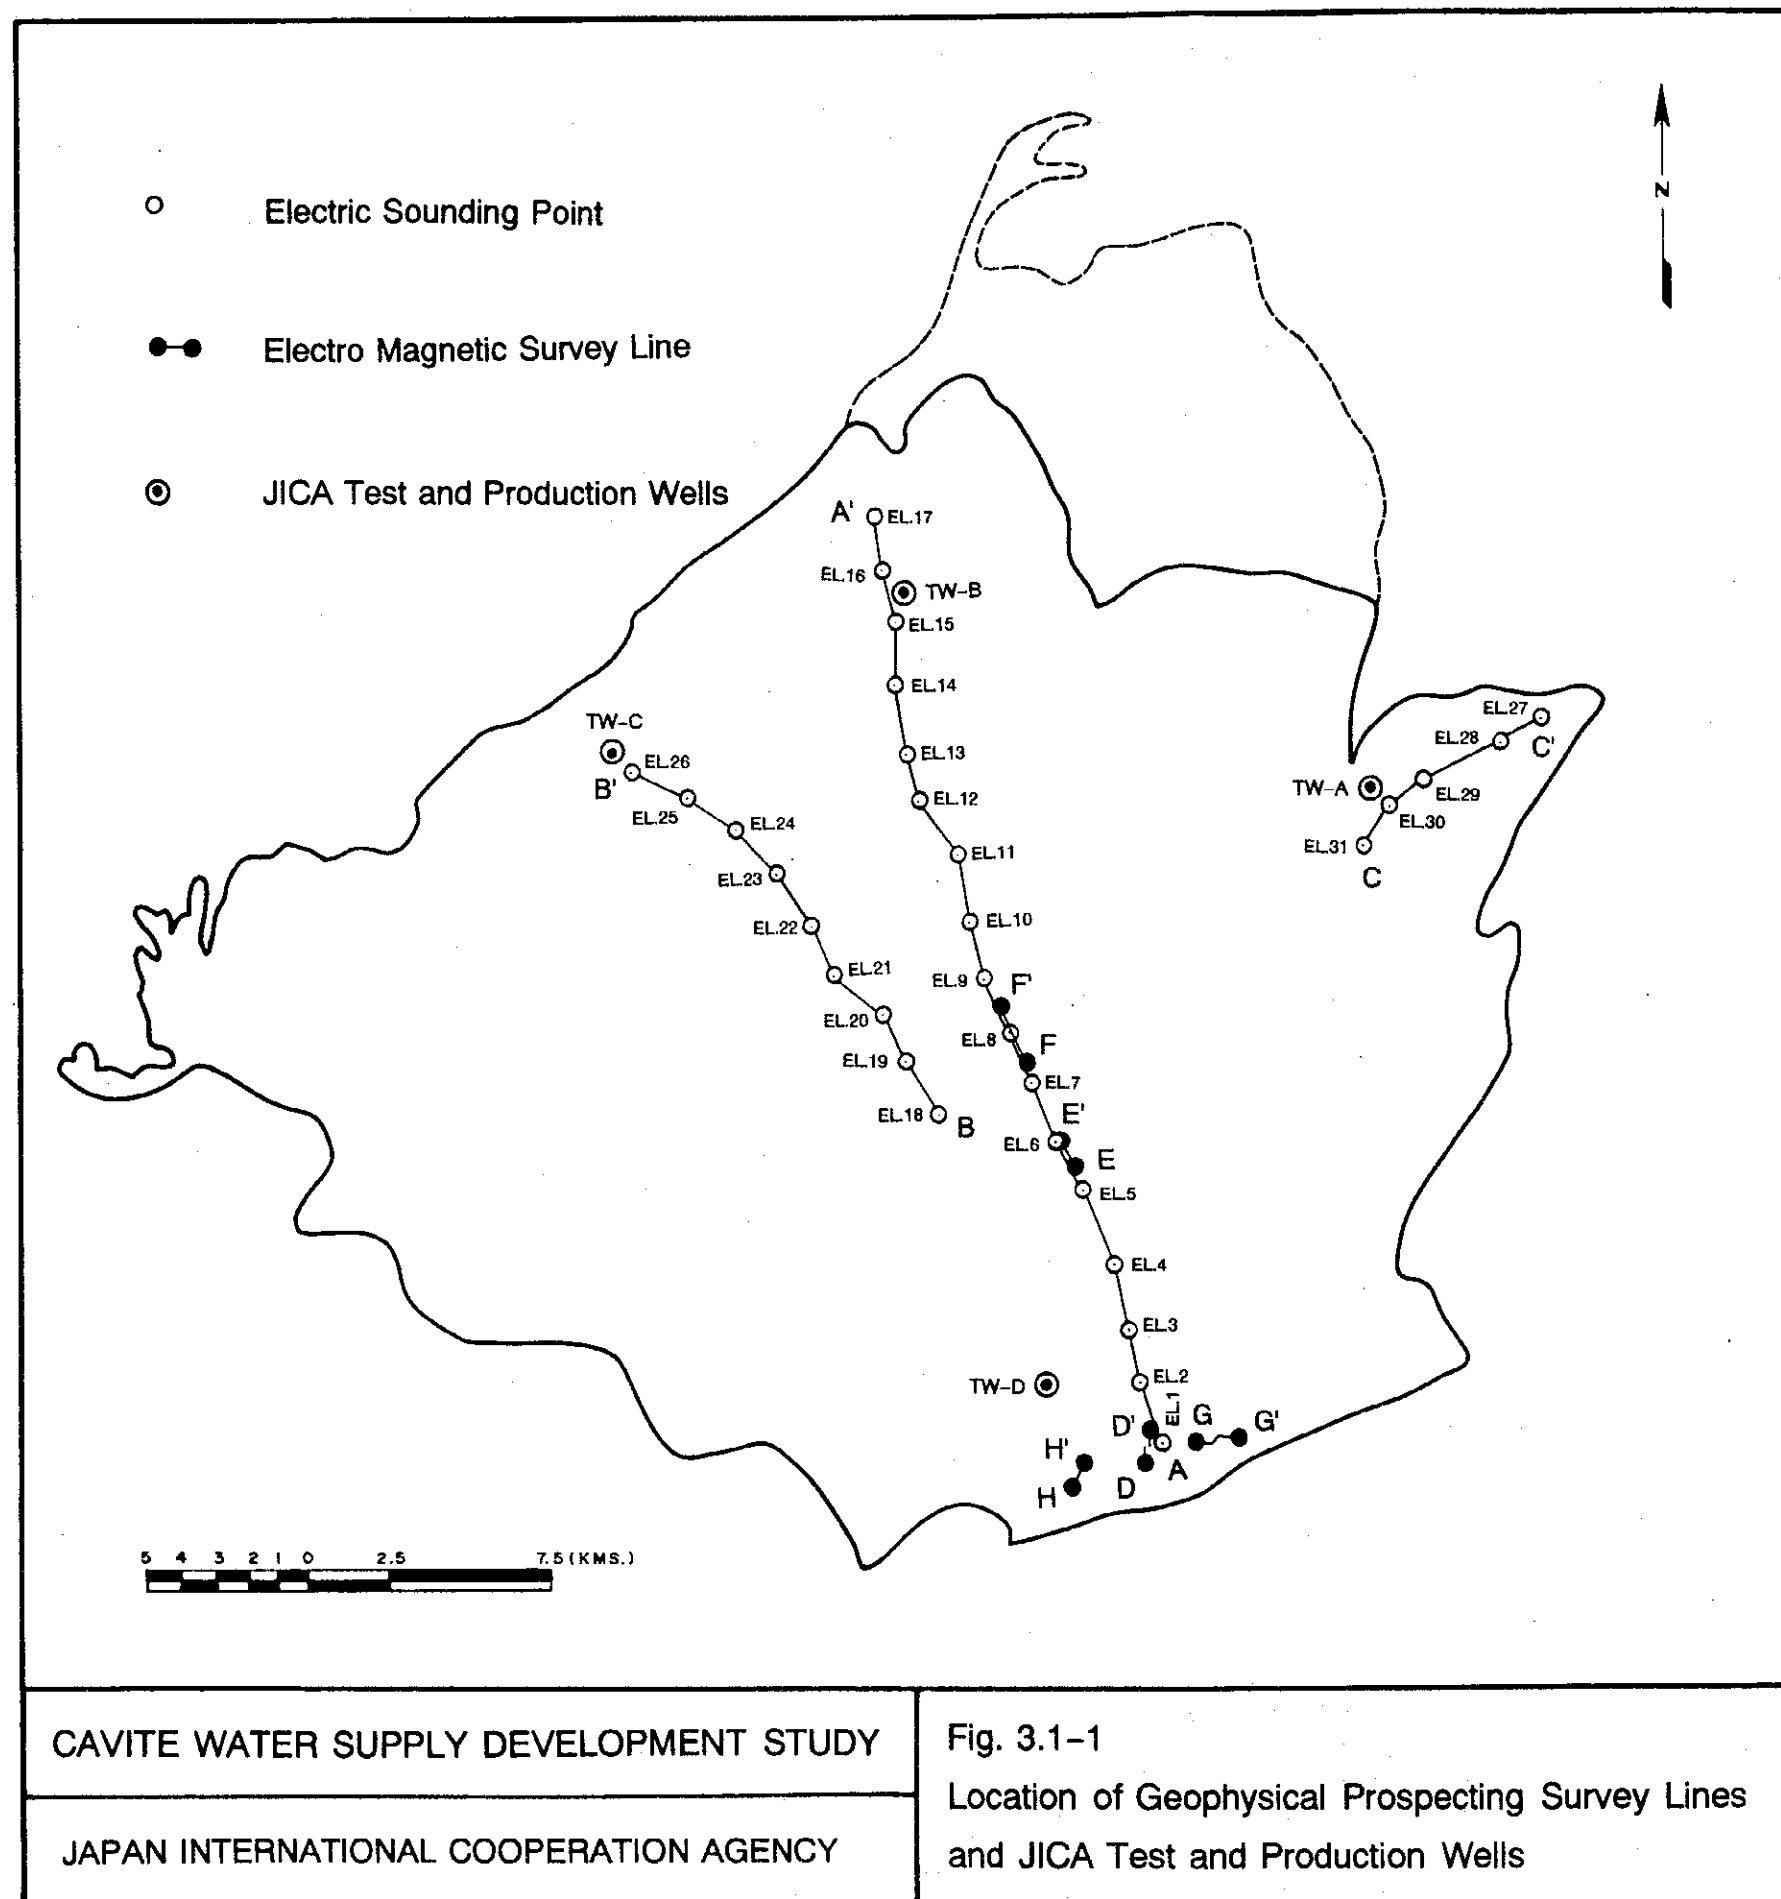 N
Electric Sounding Point
Electro Magnetic Survey Line
JICA Test and Production Wells
A' EL.17
EL.16
TW-B
EL.15
EL.14
TW-C
EL.13
EL.26
B'
EL.25
EL.12
EL.24
EL.11
EL.23
EL.27
EL.28
C'
TW-A
EL.29
EL.30
EL.31
C
EL.22
EL.10
EL.21
EL.9
F'
EL.20
EL.8
F
EL.19
EL.7
EL.18
B
E'
EL.6
E
EL.5
EL.4
EL.3
TW-D
EL.2
EL.1
D'
G
G'
H'
A
D
H
5 4 3 2 1 0 2.5 7.5 (KMS.)
CAVITE WATER SUPPLY DEVELOPMENT STUDY
JAPAN INTERNATIONAL COOPERATION AGENCY
Fig. 3.1-1
Location of Geophysical Prospecting Survey Lines
and JICA Test and Production Wells